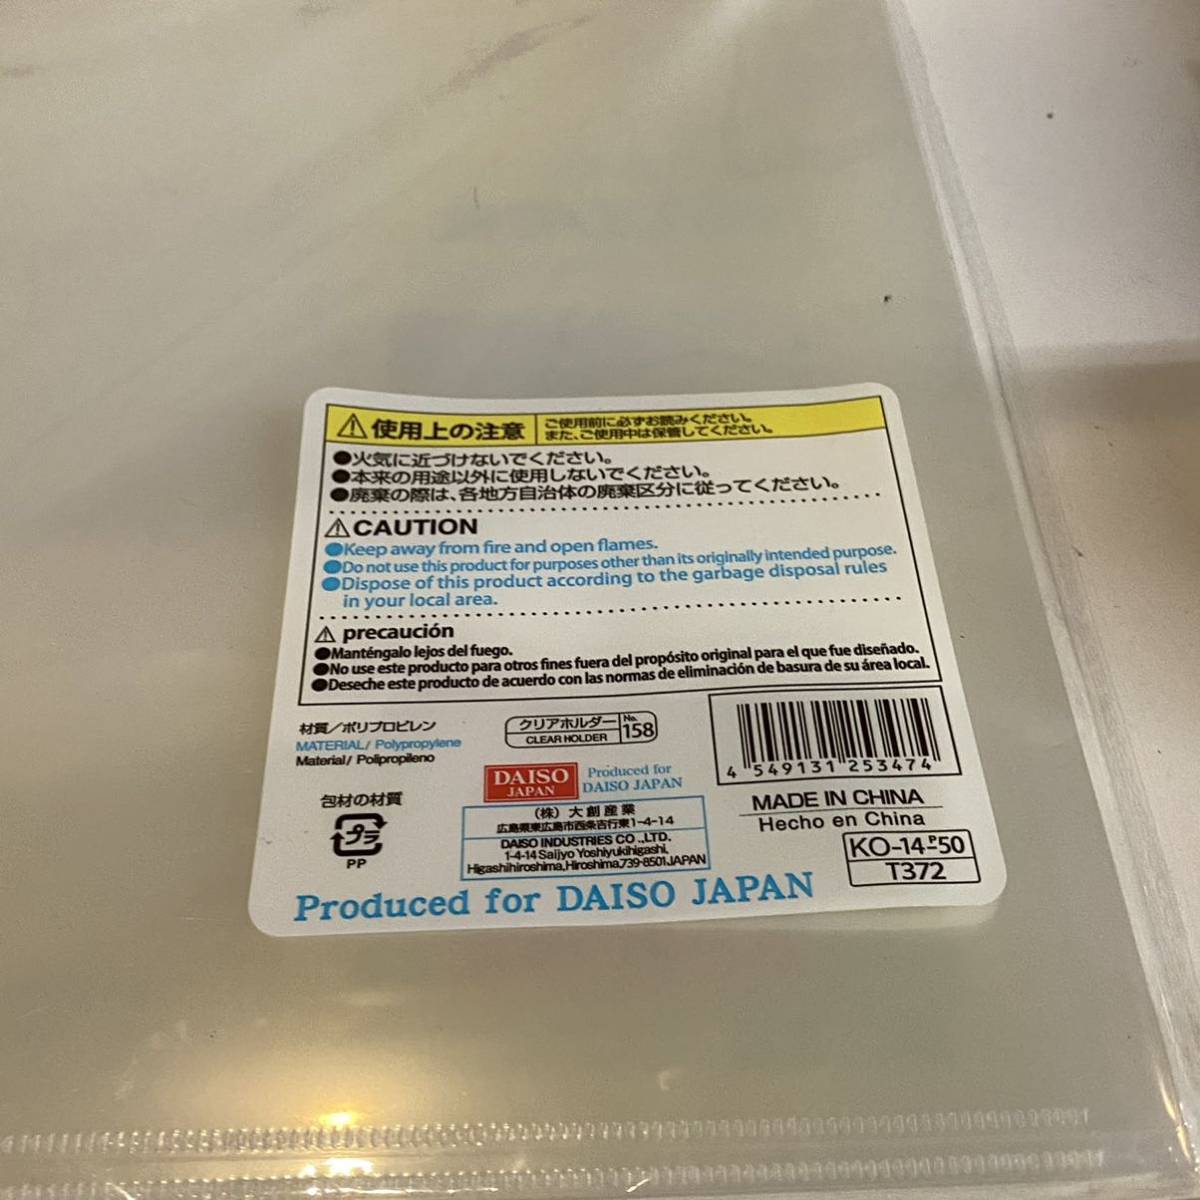 ⚠使用上の注意
ご使用前に必ずお読みください。
また、ご使用中は保管してください。
●火気に近づけないでください。
●本来の用途以外に使用しないでください。
●廃棄の際は、各地方自治体の廃棄区分に従ってください。
⚠CAUTION
●Keep away from fire and open flames.
●Do not use this product for purposes other than its originally intended purpose.
●Dispose of this product according to the garbage disposal rules
in your local area.
⚠ precaución
●Manténgalo lejos del fuego.
●No use este producto para otros fines fuera del propósito original para el que fue diseñado.
●Deseche este producto de acuerdo con las normas de eliminación de basura de su área local.
材質／ポリプロピレン
MATERIAL/ Polypropylene
Material/ Polipropileno
クリアホルダー
CLEAR HOLDER
No.
158
4 549131 253474
包材の材質
プラ
PP
DAISO
JAPAN
Produced for
DAISO JAPAN
(株) 大創産業
広島県東広島市西条吉行東1-4-14
DAISO INDUSTRIES CO .,LTD.
1-4-14 Saijyo Yoshiyukihigashi,
Higashihiroshima,Hiroshima,739-8501,JAPAN
MADE IN CHINA
Hecho en China
KO-14-P50
T372
Produced for DAISO JAPAN